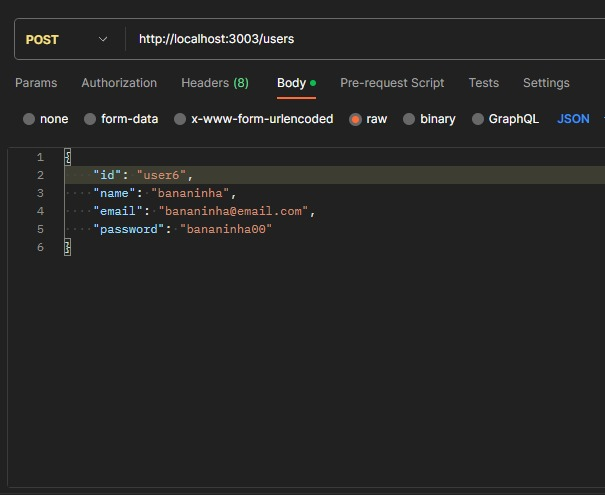 POST http://localhost:3003/users
Params Authorization Headers (8) Body Pre-request Script Tests Settings
none form-data x-www-form-urlencoded raw binary GraphQL JSON
1 {
2 "id": "user6",
3 "name": "bananinha",
4 "email": "bananinha@email.com",
5 "password": "bananinha00"
6 }